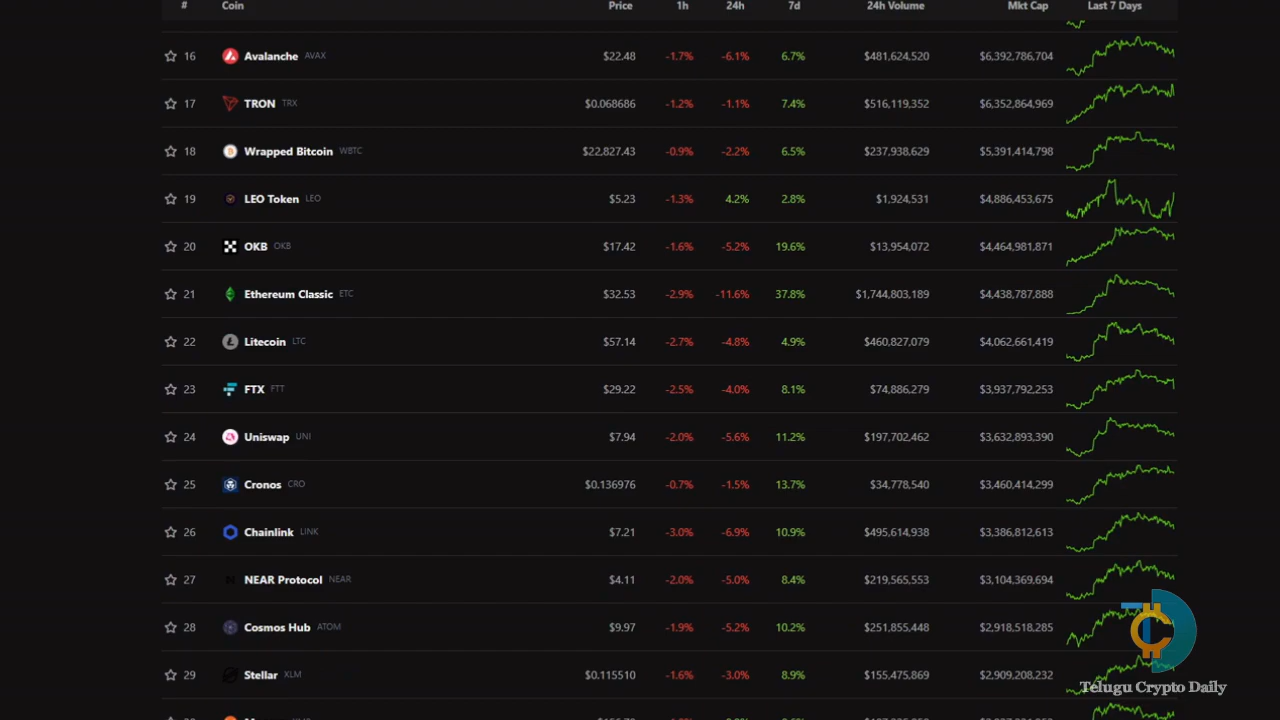 # Coin Price 1h 24h 7d 24h Volume Mkt Cap Last 7 Days
16 Avalanche AVAX $22.48 -1.7% -6.1% 6.7% $481,624,520 $6,392,786,704
17 TRON TRX $0.068686 -1.2% -1.1% 7.4% $516,119,352 $6,352,864,969
18 Wrapped Bitcoin WBTC $22,827.43 -0.9% -2.2% 6.5% $237,938,629 $5,391,414,798
19 LEO Token LEO $5.23 -1.3% 4.2% 2.8% $1,924,531 $4,886,453,675
20 OKB OKB $17.42 -1.6% -5.2% 19.6% $13,954,072 $4,464,981,871
21 Ethereum Classic ETC $32.53 -2.9% -11.6% 37.8% $1,744,803,189 $4,438,787,888
22 Litecoin LTC $57.14 -2.7% -4.8% 4.9% $460,827,079 $4,062,661,419
23 FTX FTT $29.22 -2.5% -4.0% 8.1% $74,886,279 $3,937,792,253
24 Uniswap UNI $7.94 -2.0% -5.6% 11.2% $197,702,462 $3,632,893,390
25 Cronos CRO $0.136976 -0.7% -1.5% 13.7% $34,778,540 $3,460,414,299
26 Chainlink LINK $7.21 -3.0% -6.9% 10.9% $495,614,938 $3,386,812,613
27 NEAR Protocol NEAR $4.11 -2.0% -5.0% 8.4% $219,565,553 $3,104,369,694
28 Cosmos Hub ATOM $9.97 -1.9% -5.2% 10.2% $251,855,448 $2,918,518,285
29 Stellar XLM $0.115510 -1.6% -3.0% 8.9% $155,475,869 $2,909,208,232
Telugu Crypto Daily